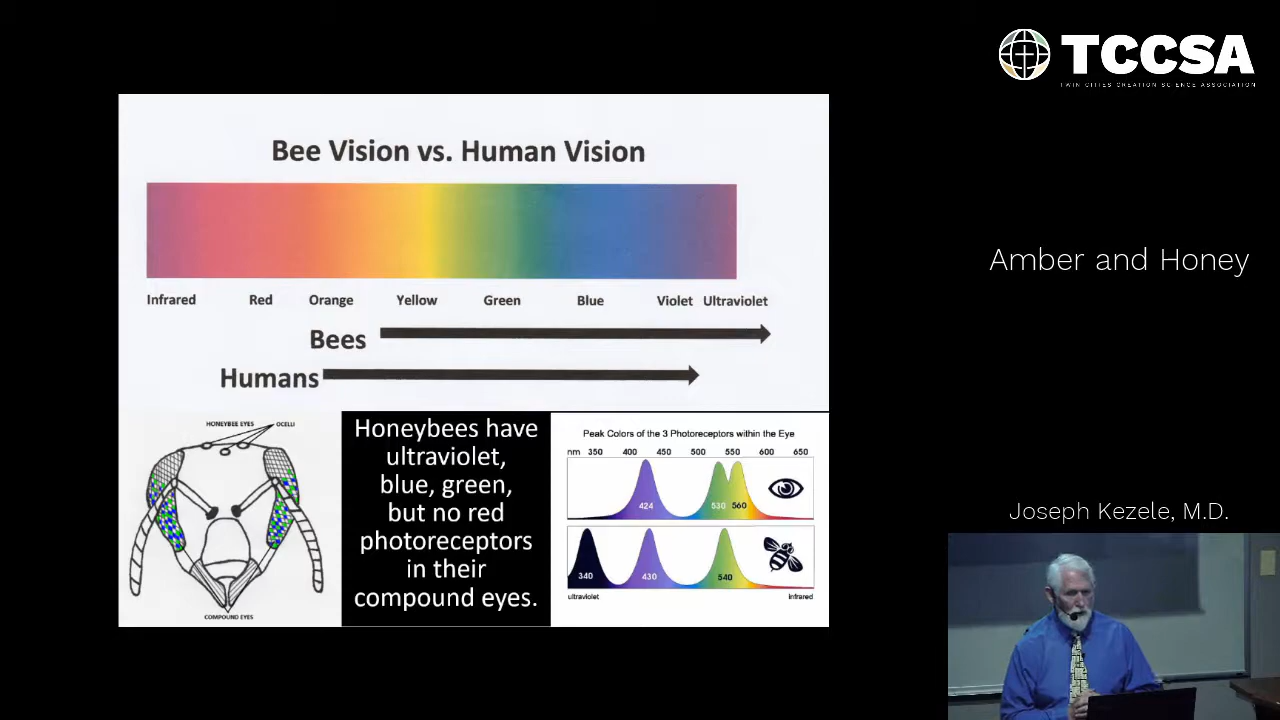 TCCSA
TWIN CITIES CREATION SCIENCE ASSOCIATION
Amber and Honey
Joseph Kezele, M.D.
Bee Vision vs. Human Vision
Infrared Red Orange Yellow Green Blue Violet Ultraviolet
Bees
Humans
HONEYBEE EYES OCELLI
COMPOUND EYES
Honeybees have
ultraviolet,
blue, green,
but no red
photoreceptors
in their
compound eyes.
Peak Colors of the 3 Photoreceptors within the Eye
nm 350 400 450 500 550 600 650
424 530 560
340 430 540
ultraviolet infrared